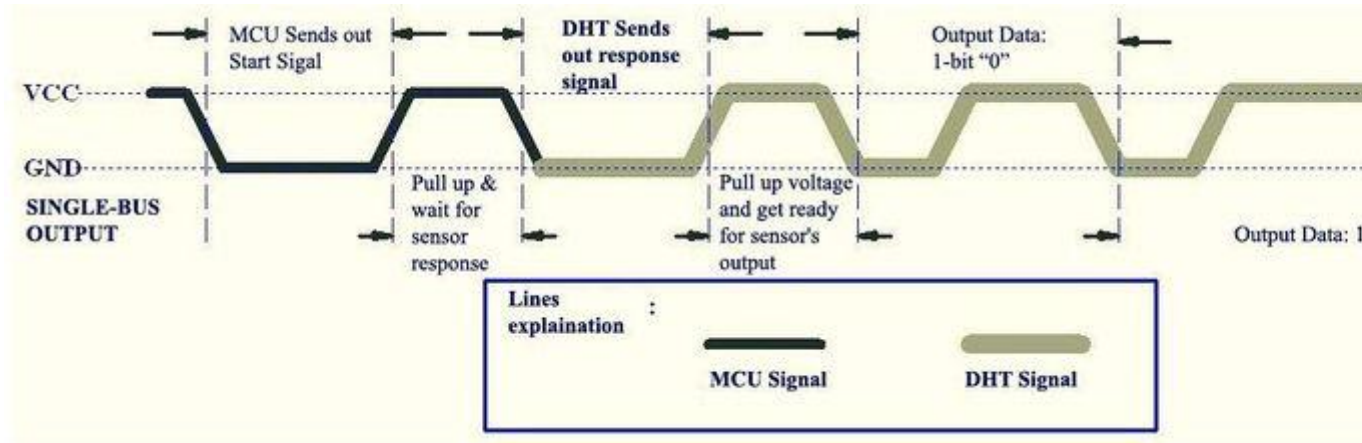 MCU Sends out
Start Sigal
DHT Sends
out response
signal
Output Data:
1-bit “0”
VCC
GND
SINGLE-BUS
OUTPUT
Pull up &
wait for
sensor
response
Pull up voltage
and get ready
for sensor's
output
Output Data: 1
Lines
explaination :
MCU Signal
DHT Signal